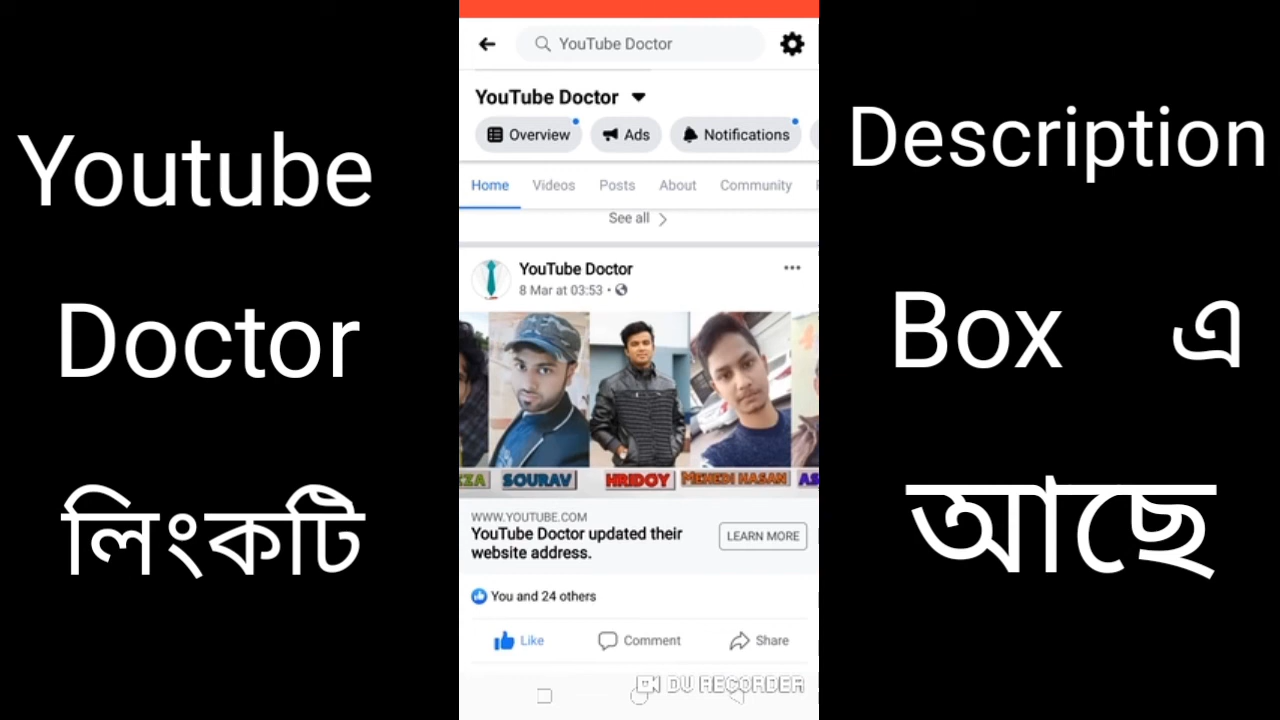 Youtube
Doctor
লিংকটি
YouTube Doctor
YouTube Doctor
Overview Ads Notifications
Home Videos Posts About Community
See all
YouTube Doctor
8 Mar at 03:53
SOURAV HRIDOY MEHEDI HASAN
WWW.YOUTUBE.COM
YouTube Doctor updated their
website address.
LEARN MORE
You and 24 others
Like Comment Share
DU RECORDER
Description
Box এ
আছে